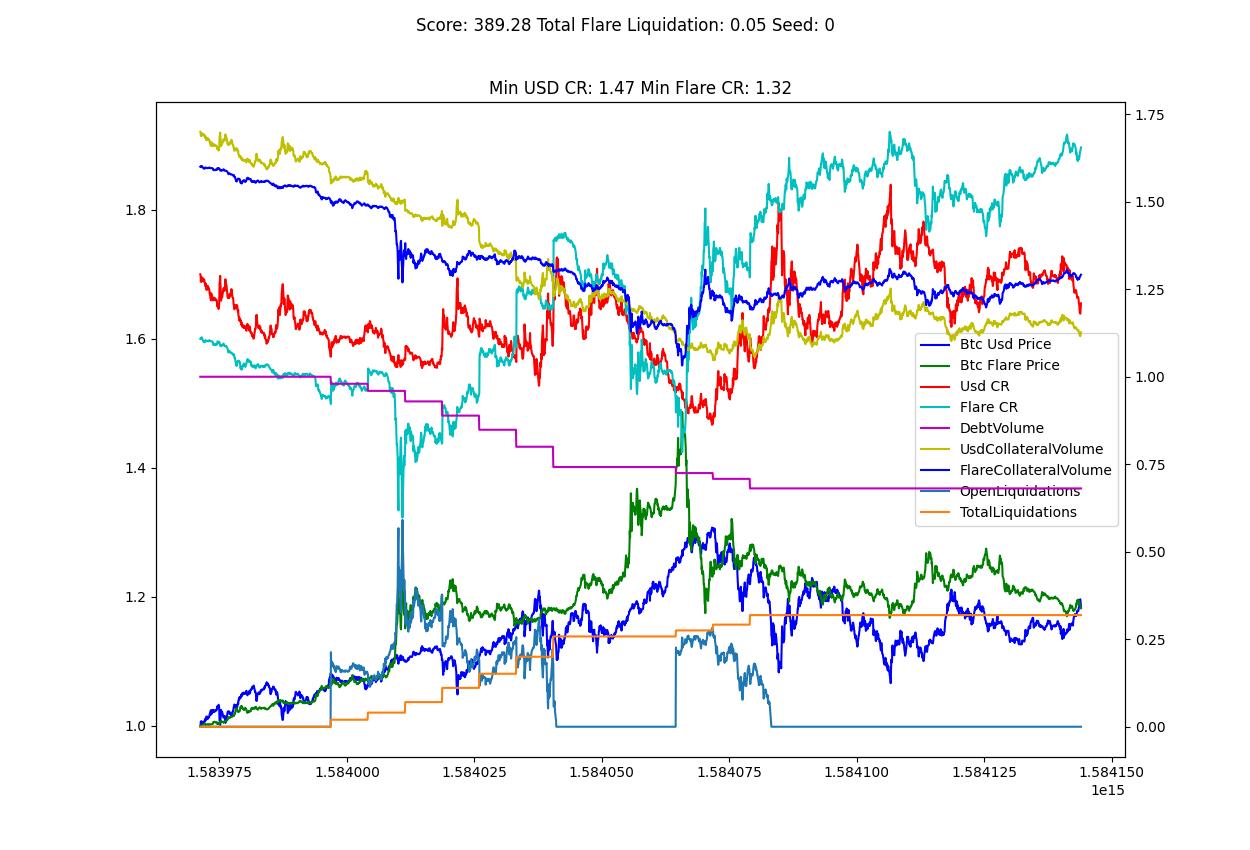 Score: 389.28 Total Flare Liquidation: 0.05 Seed: 0
Min USD CR: 1.47 Min Flare CR: 1.32
1.8
1.6
1.4
1.2
1.0
1.75
1.50
1.25
1.00
0.75
0.50
0.25
0.00
Btc Usd Price
Btc Flare Price
Usd CR
Flare CR
DebtVolume
UsdCollateralVolume
FlareCollateralVolume
OpenLiquidations
TotalLiquidations
1.583975 1.584000 1.584025 1.584050 1.584075 1.584100 1.584125 1.584150
1e15